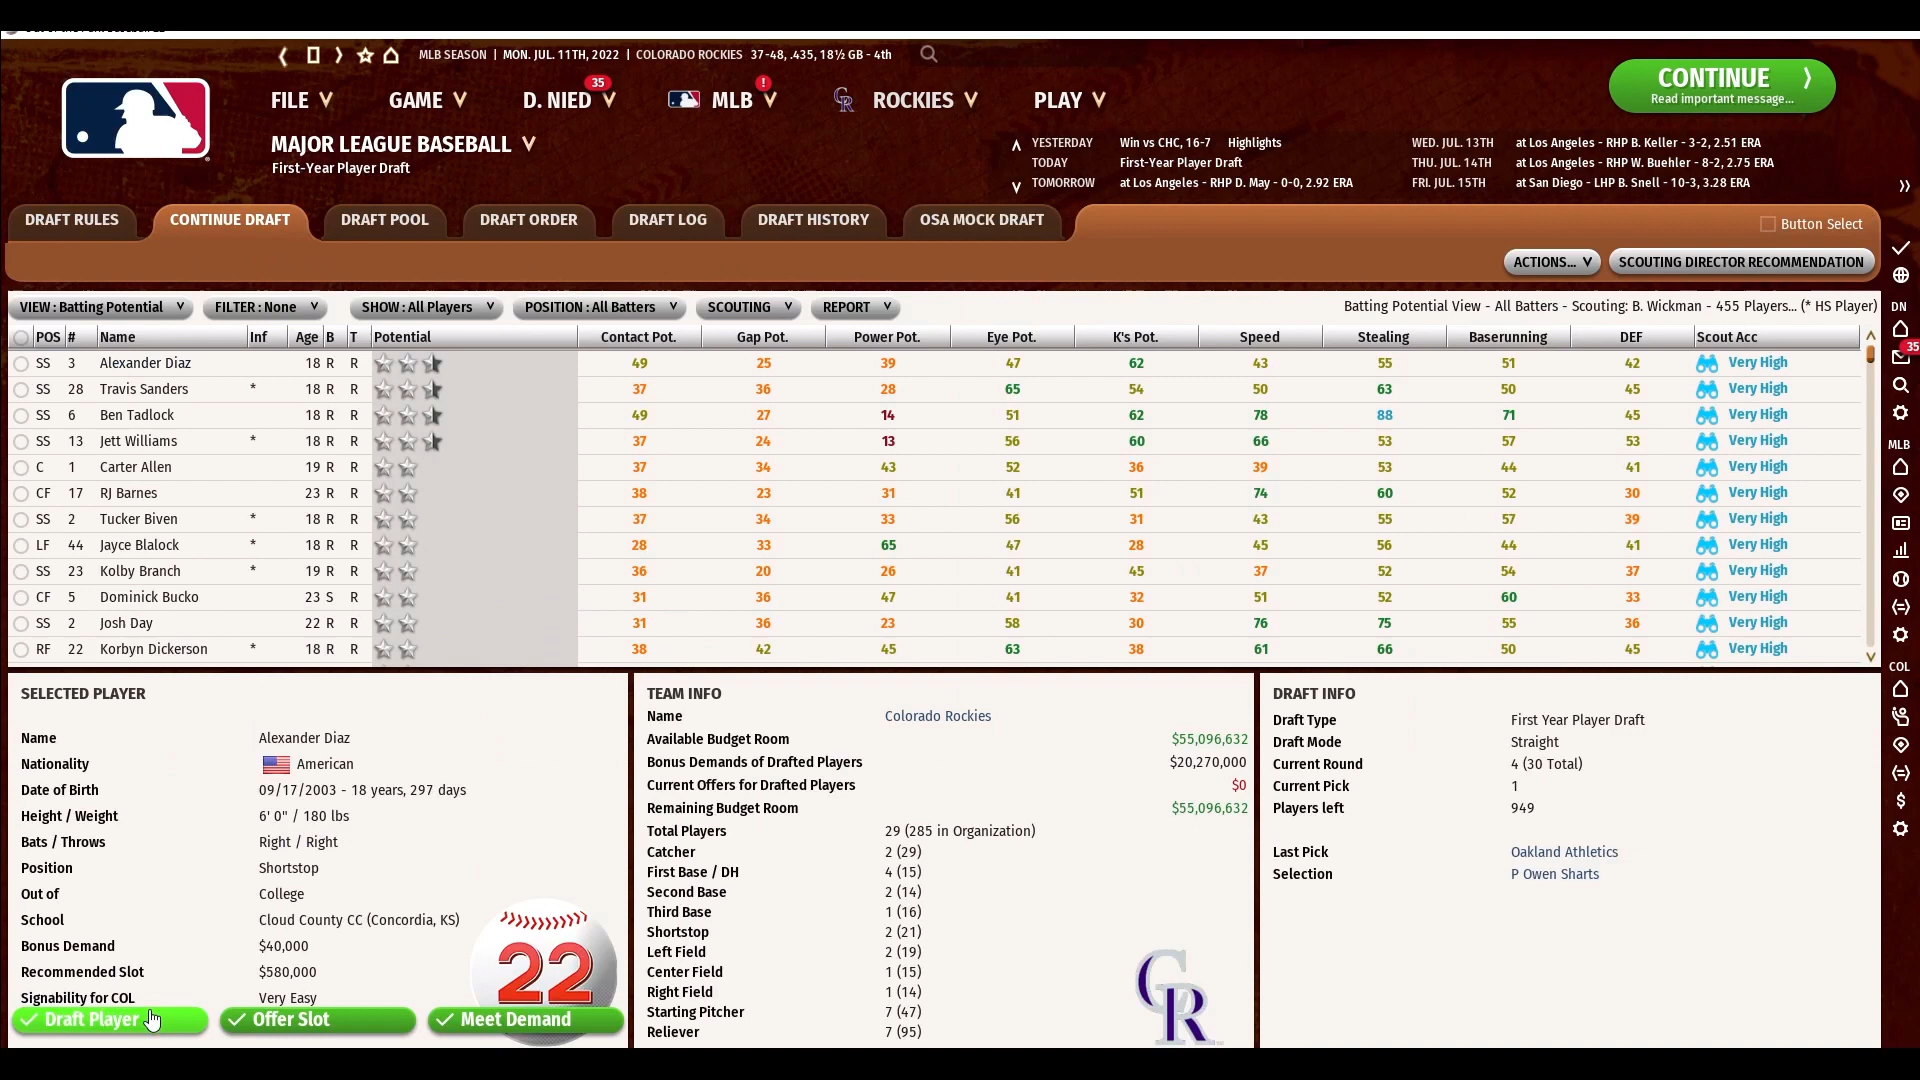 MLB SEASON | MON. JUL. 11TH, 2022 | COLORADO ROCKIES 37-48, .435, 18½ GB - 4th
CONTINUE
Read important message...
FILE GAME D. NIED 35 MLB ! ROCKIES PLAY
MAJOR LEAGUE BASEBALL
First-Year Player Draft
YESTERDAY Win vs CHC, 16-7 Highlights WED. JUL. 13TH at Los Angeles - RHP B. Keller - 3-2, 2.51 ERA
TODAY First-Year Player Draft THU. JUL. 14TH at Los Angeles - RHP W. Buehler - 8-2, 2.75 ERA
TOMORROW at Los Angeles - RHP D. May - 0-0, 2.92 ERA FRI. JUL. 15TH at San Diego - LHP B. Snell - 10-3, 3.28 ERA
DRAFT RULES CONTINUE DRAFT DRAFT POOL DRAFT ORDER DRAFT LOG DRAFT HISTORY OSA MOCK DRAFT Button Select
ACTIONS... SCOUTING DIRECTOR RECOMMENDATION
VIEW : Batting Potential FILTER : None SHOW : All Players POSITION : All Batters SCOUTING REPORT Batting Potential View - All Batters - Scouting: B. Wickman - 455 Players... (* HS Player)
POS # Name Inf Age B T Potential Contact Pot. Gap Pot. Power Pot. Eye Pot. K's Pot. Speed Stealing Baserunning DEF Scout Acc
SS 3 Alexander Diaz 18 R R 49 25 39 47 62 43 55 51 42 Very High
SS 28 Travis Sanders * 18 R R 37 36 28 65 54 50 63 50 45 Very High
SS 6 Ben Tadlock 18 R R 49 27 14 51 62 78 88 71 45 Very High
SS 13 Jett Williams * 18 R R 37 24 13 56 60 66 53 57 53 Very High
C 1 Carter Allen 19 R R 37 34 43 52 36 39 53 44 41 Very High
CF 17 RJ Barnes 23 R R 38 23 31 41 51 74 60 52 30 Very High
SS 2 Tucker Biven * 18 R R 37 34 33 56 31 43 55 57 39 Very High
LF 44 Jayce Blalock * 18 R R 28 33 65 47 28 45 56 44 41 Very High
SS 23 Kolby Branch * 19 R R 36 20 26 41 45 37 52 54 37 Very High
CF 5 Dominick Bucko 23 S R 31 36 47 41 32 51 52 60 33 Very High
SS 2 Josh Day 22 R R 31 36 23 58 30 76 75 55 36 Very High
RF 22 Korbyn Dickerson * 18 R R 38 42 45 63 38 61 66 50 45 Very High
DN
35
MLB
COL
SELECTED PLAYER
Name Alexander Diaz
Nationality American
Date of Birth 09/17/2003 - 18 years, 297 days
Height / Weight 6' 0" / 180 lbs
Bats / Throws Right / Right
Position Shortstop
Out of College
School Cloud County CC (Concordia, KS)
Bonus Demand $40,000
Recommended Slot $580,000
Signability for COL Very Easy
22
Draft Player Offer Slot Meet Demand
TEAM INFO
Name Colorado Rockies
Available Budget Room $55,096,632
Bonus Demands of Drafted Players $20,270,000
Current Offers for Drafted Players $0
Remaining Budget Room $55,096,632
Total Players 29 (285 in Organization)
Catcher 2 (29)
First Base / DH 4 (15)
Second Base 2 (14)
Third Base 1 (16)
Shortstop 2 (21)
Left Field 2 (19)
Center Field 1 (15)
Right Field 1 (14)
Starting Pitcher 7 (47)
Reliever 7 (95)
CR
DRAFT INFO
Draft Type First Year Player Draft
Draft Mode Straight
Current Round 4 (30 Total)
Current Pick 1
Players left 949
Last Pick Oakland Athletics
Selection P Owen Sharts